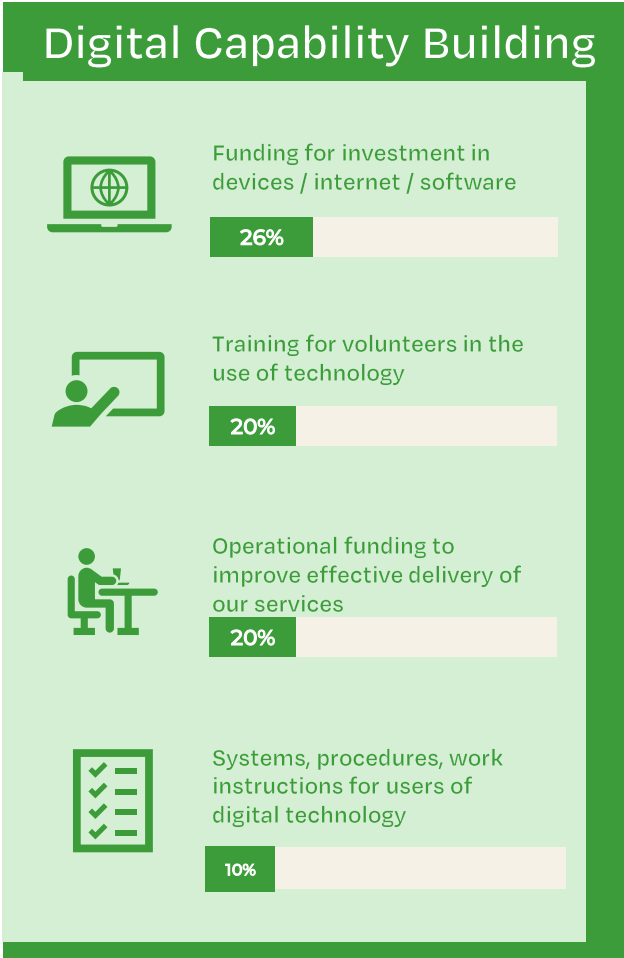 Digital Capability Building
Funding for investment in
devices / internet / software
26%
Training for volunteers in the
use of technology
20%
Operational funding to
improve effective delivery of
our services
20%
Systems, procedures, work
instructions for users of
digital technology
10%